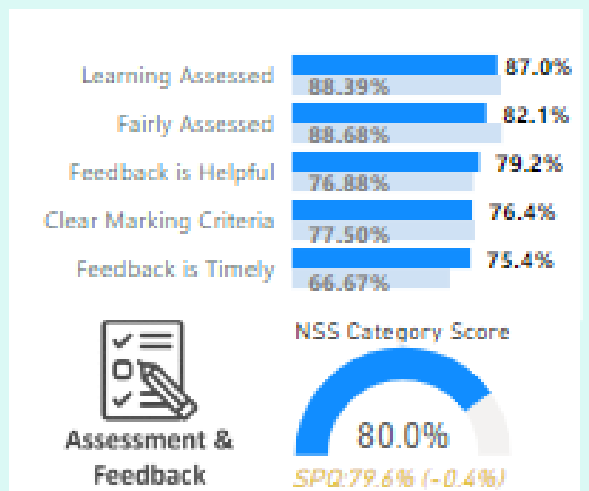 Learning Assessed 87.0%
88.39%
Fairly Assessed 82.1%
88.68%
Feedback is Helpful 79.2%
76.88%
Clear Marking Criteria 76.4%
77.50%
Feedback is Timely 75.4%
66.67%
Assessment &
Feedback
NSS Category Score
80.0%
SPQ:79.6% (-0.4%)